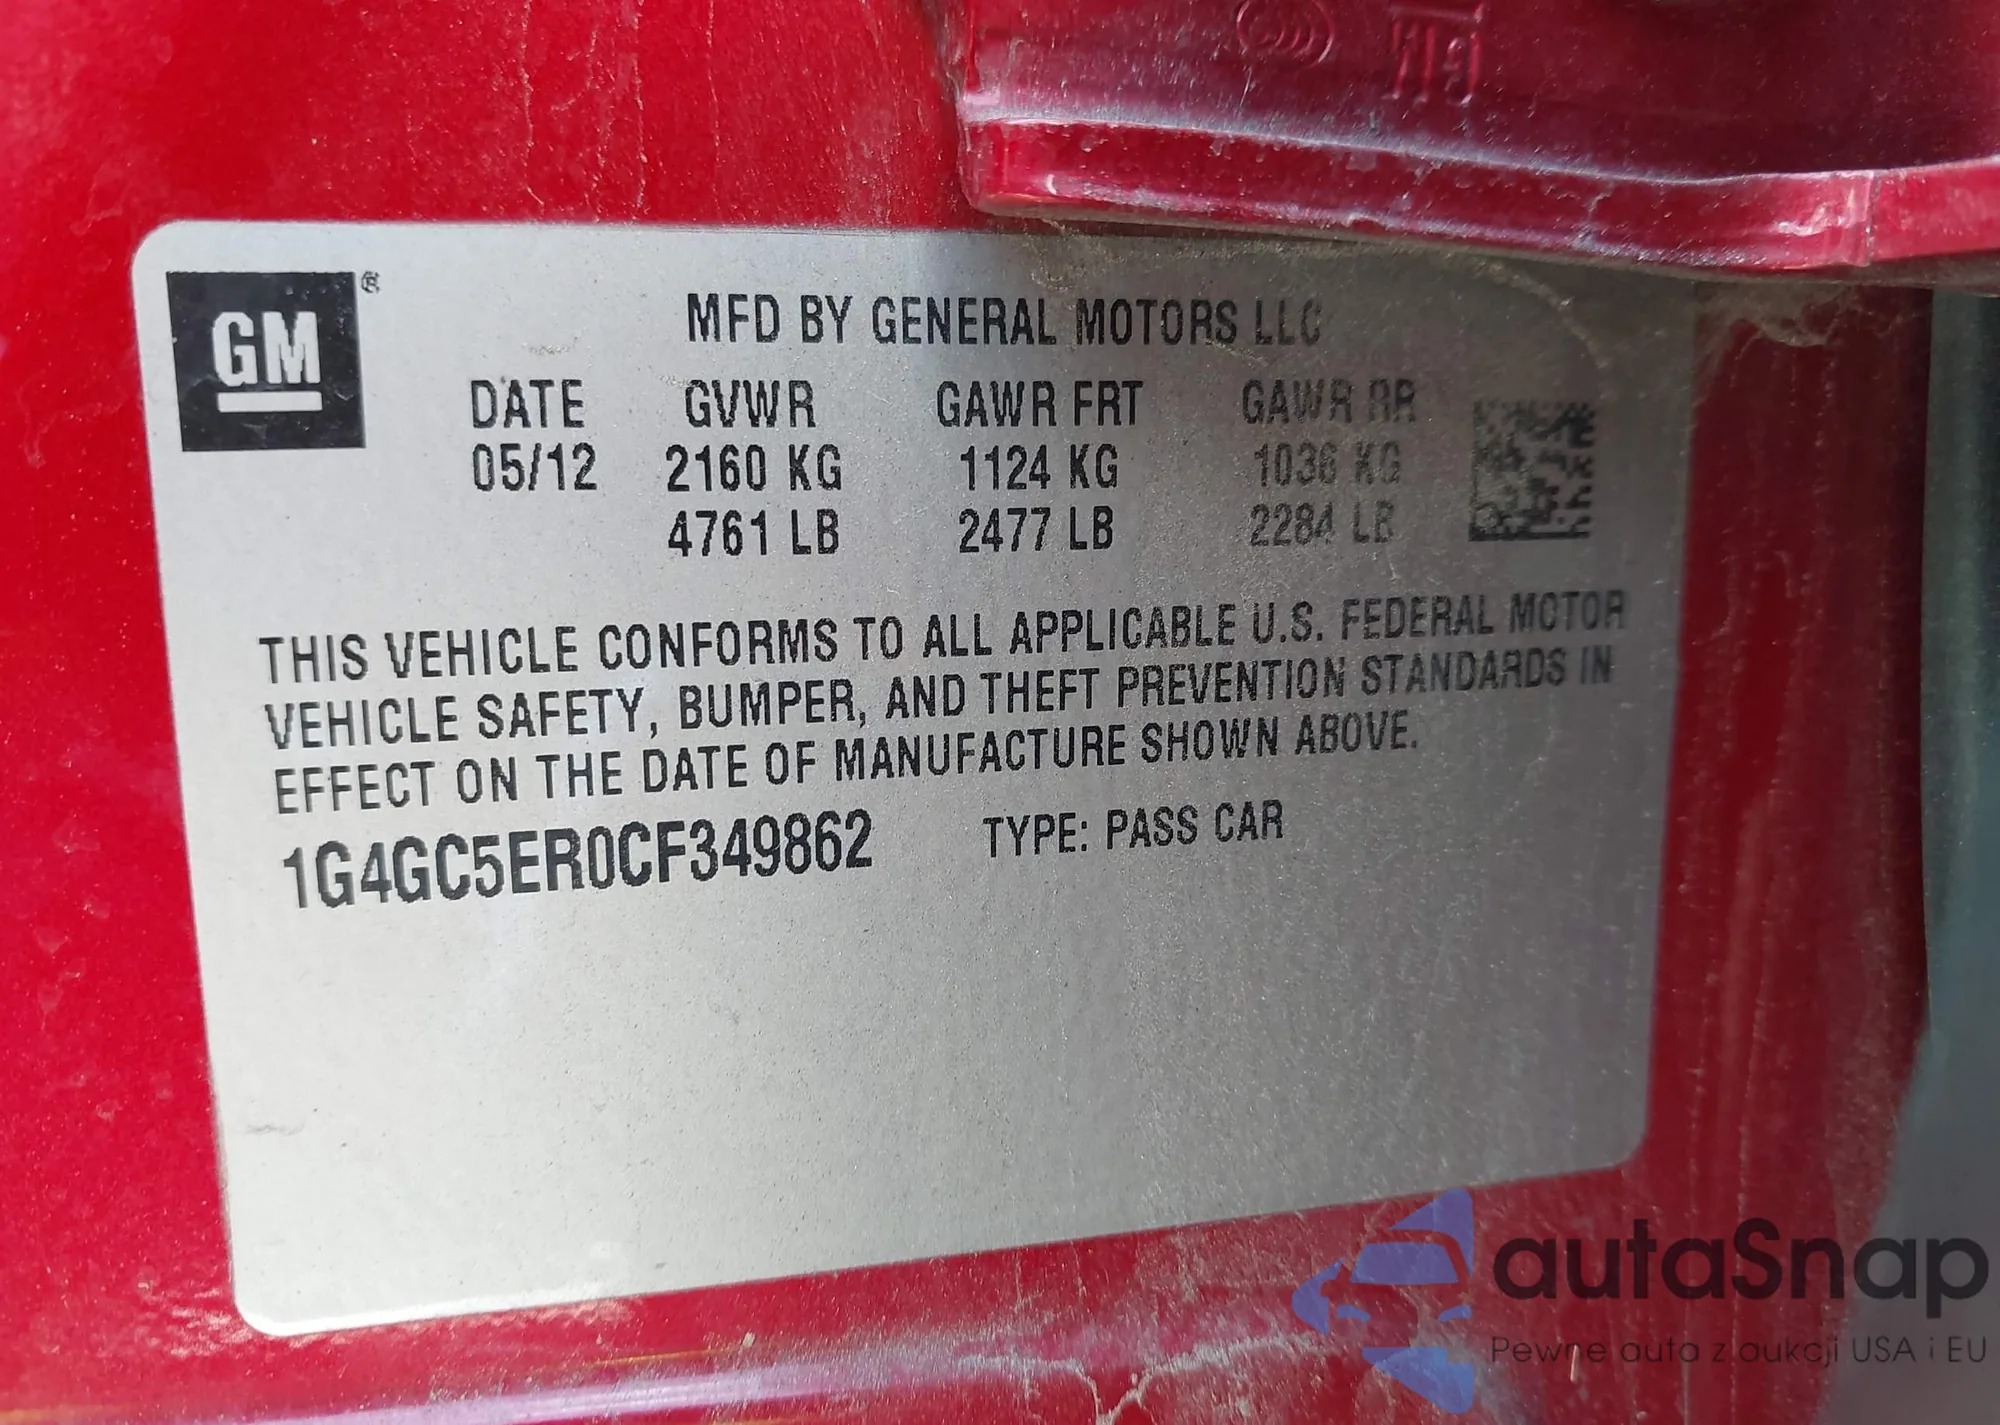 GM ®
MFD BY GENERAL MOTORS LLC
DATE GVWR GAWR FRT GAWR RR
05/12 2160 KG 1124 KG 1036 KG
4761 LB 2477 LB 2284 LB
THIS VEHICLE CONFORMS TO ALL APPLICABLE U.S. FEDERAL MOTOR
VEHICLE SAFETY, BUMPER, AND THEFT PREVENTION STANDARDS IN
EFFECT ON THE DATE OF MANUFACTURE SHOWN ABOVE.
1G4GC5ER0CF349862 TYPE: PASS CAR
autaSnap
Pewne auta z aukcji USA i EU